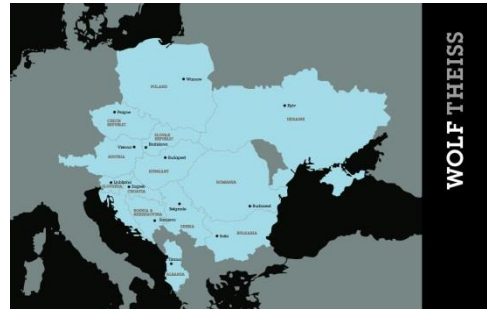 POLAND
Warsaw
Prague
CZECH
REPUBLIC
Kyiv
UKRAINE
SLOVAK
REPUBLIC
Bratislava
Vienna
AUSTRIA
Budapest
HUNGARY
Ljubljana
SLOVENIA
Zagreb
CROATIA
ROMANIA
Bucharest
BOSNIA &
HERZEGOVINA
Sarajevo
Belgrade
SERBIA
Sofia
BULGARIA
Tirana
ALBANIA
WOLF THEISS